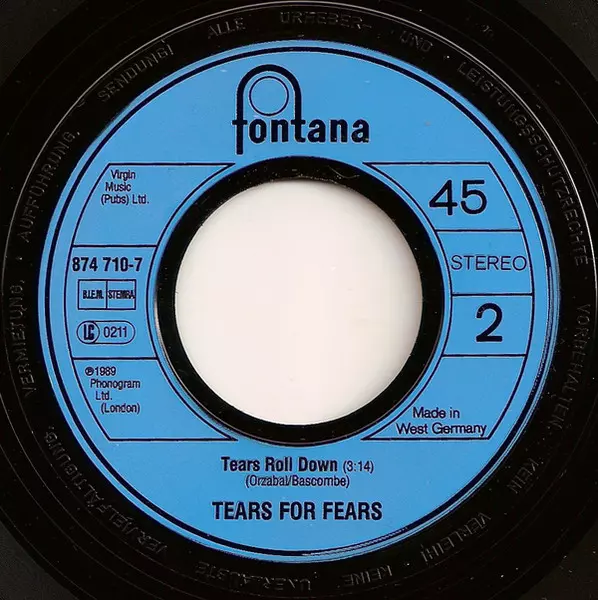 SENDUNG! ALLE URHEBER- UND LEISTUNGSSCHUTZRECHTE VORBEHALTEN. KEIN VERLEIH! KEINE UNERLAUBTE VERVIELFÄLTIGUNG, VERMIETUNG, AUFFÜHRUNG,
fontana
Virgin
Music
(Pubs) Ltd.
874 710-7
B.I.E.M. STEMRA
LC 0211
℗1989
Phonogram
Ltd.
(London)
45
STEREO
2
Made in
West Germany
Tears Roll Down (3:14)
(Orzabal/Bascombe)
TEARS FOR FEARS